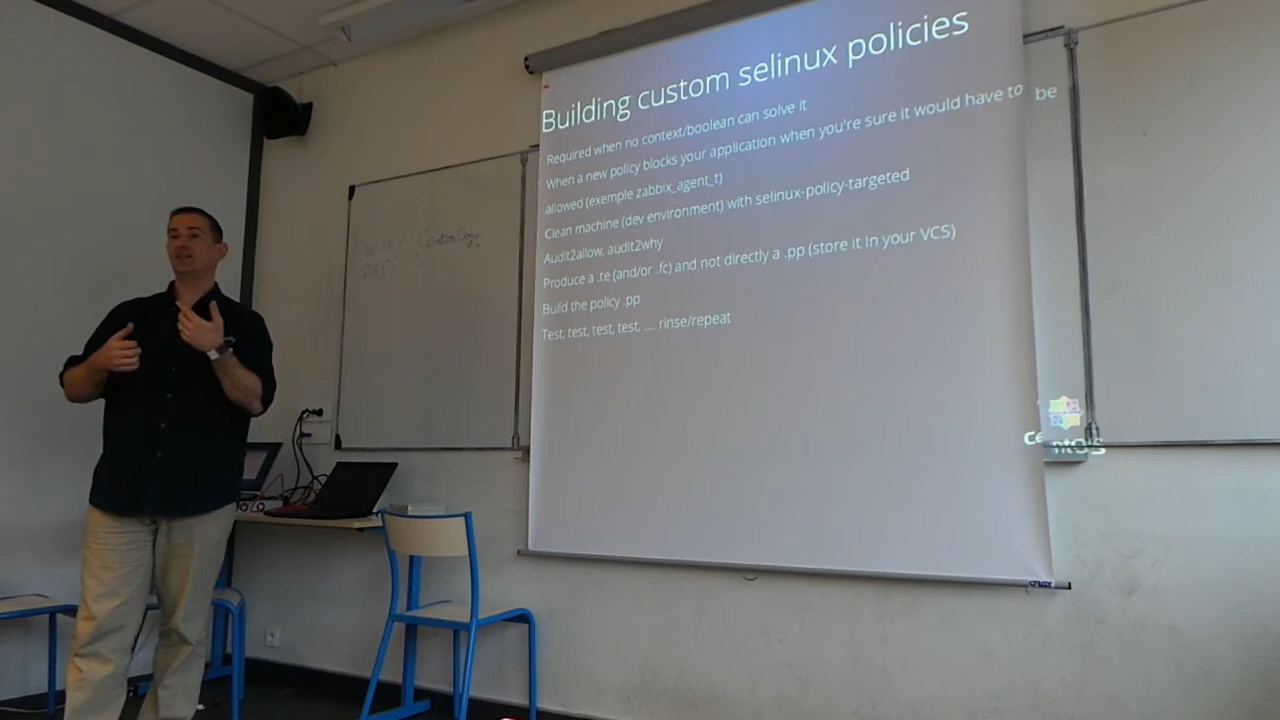 Building custom selinux policies
Required when no context/boolean can solve it
When a new policy blocks your application when you're sure it would have to be
allowed (exemple zabbix_agent_t)
Clean machine (dev environment) with selinux-policy-targeted
Audit2allow, audit2why
Produce a .te (and/or .fc) and not directly a .pp (store it in your VCS)
Build the policy .pp
Test, test, test, test, .... rinse/repeat
CentOS